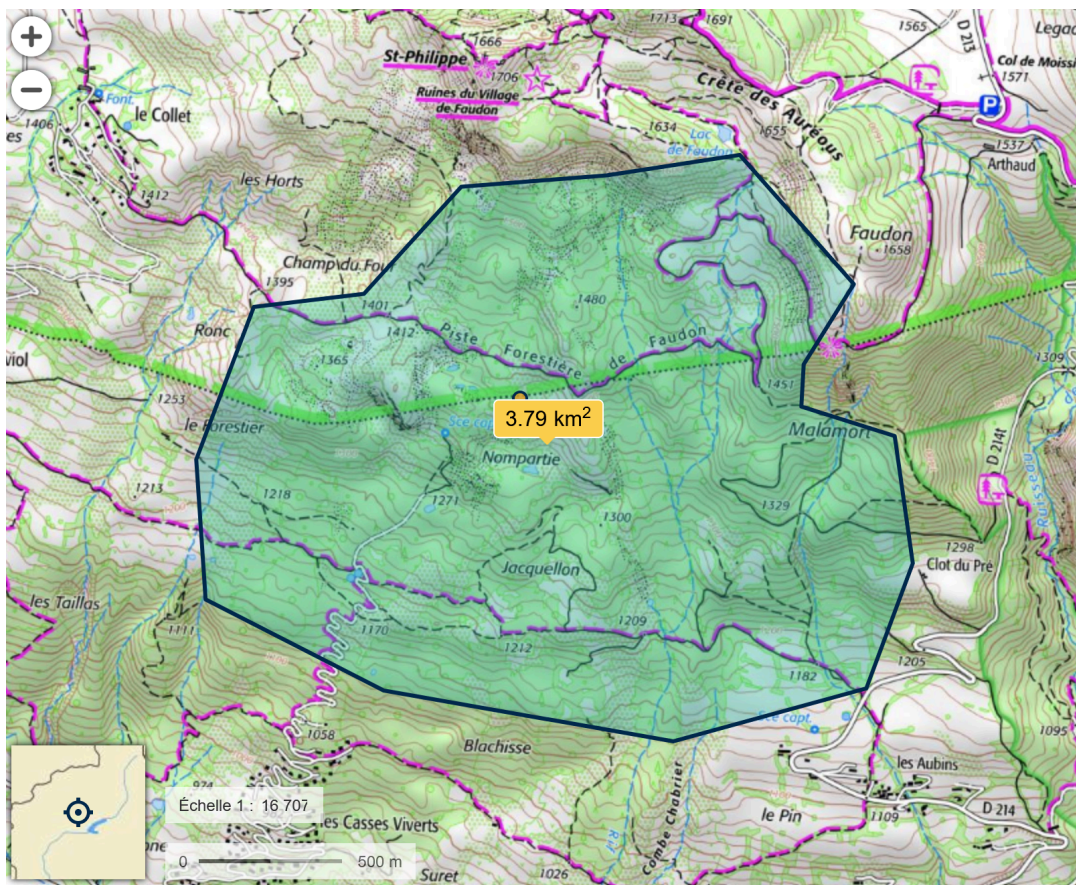 +
−
1713
1691
1565
D 213
Legac
1666
St-Philippe
1706
Ruines du Village
de Faudon
Crête des Auréous
Col de Moissi
1571
P
Font.
le Collet
1406
es
1634
Lac
de Faudon
1655
1537
Arthaud
les Horts
1412
Faudon
1658
Champ du Fou
1395
1401
1480
Ronc
1412
Piste Forestière de Faudon
1365
viol
1309
1451
1253
le Forestier
Sce cap
3.79 km²
Malamort
D 214t
Nompartie
1213
1218
1271
1329
Ruisseau
1300
1298
Clot du Pré
Jacquellon
les Taillas
1111
1170
1209
1212
1205
1182
Sce capt.
1058
Blachisse
1095
les Aubins
974
Échelle 1 : 16 707
les Casses Viverts
Combe Chabrier
le Pin
1109
D 214
0 500 m
Suret
1026